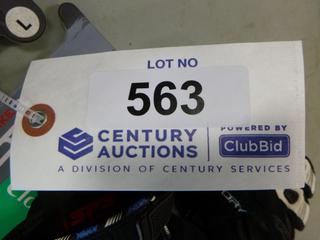 L
LOT NO
563
CENTURY
AUCTIONS
POWERED BY
ClubBid
A DIVISION OF CENTURY SERVICES